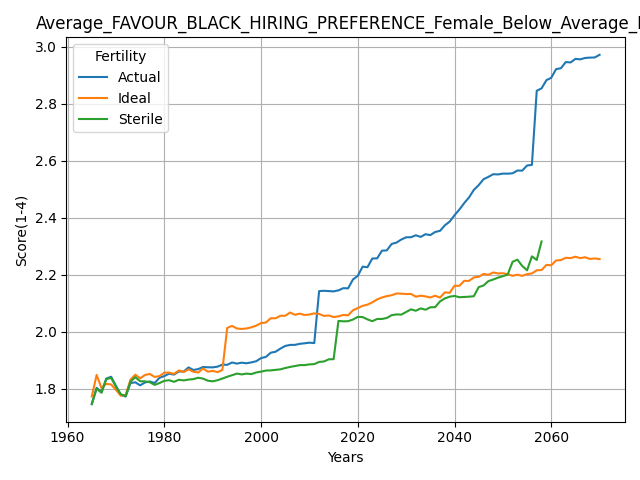 Average_FAVOUR_BLACK_HIRING_PREFERENCE_Female_Below_Average_
Fertility
Actual
Ideal
Sterile
Score(1-4)
3.0
2.8
2.6
2.4
2.2
2.0
1.8
1960
1980
2000
2020
2040
2060
Years